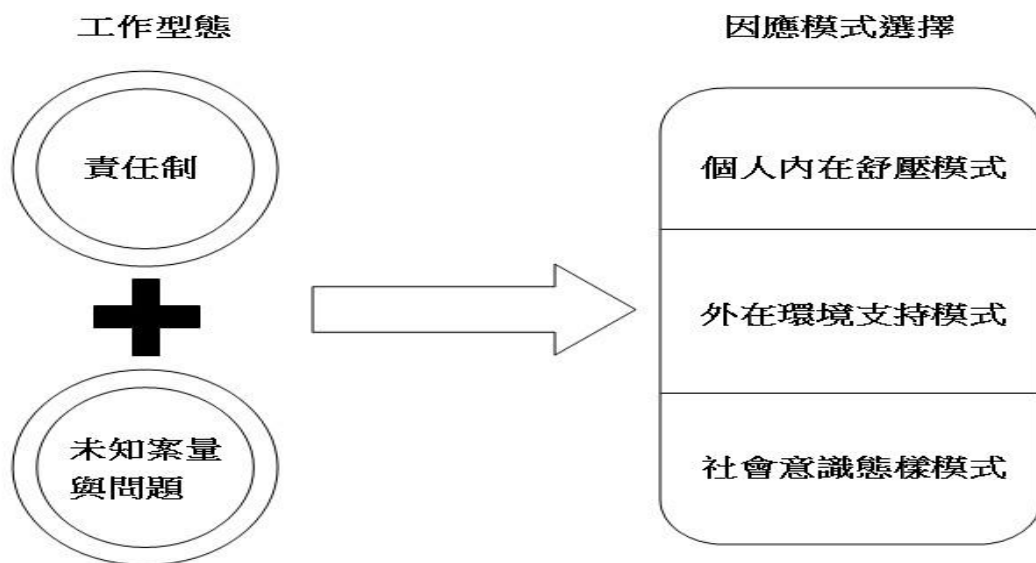 工作型態
因應模式選擇
責任制
未知案量
與問題
個人內在舒壓模式
外在環境支持模式
社會意識態樣模式